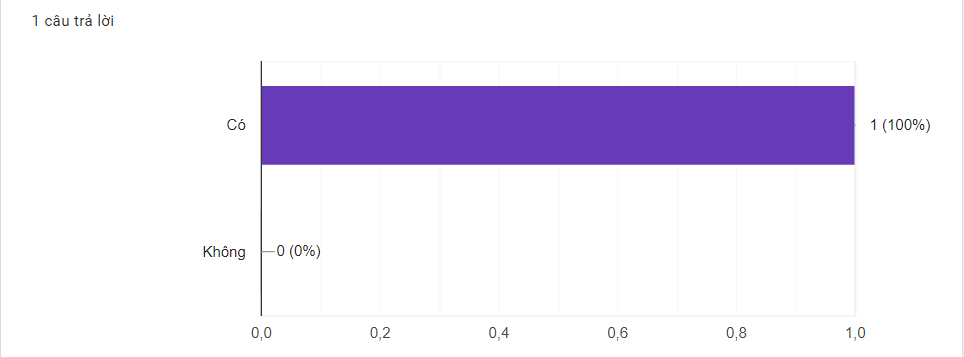 1 câu trả lời
Có
1 (100%)
Không
0 (0%)
0,0 0,2 0,4 0,6 0,8 1,0